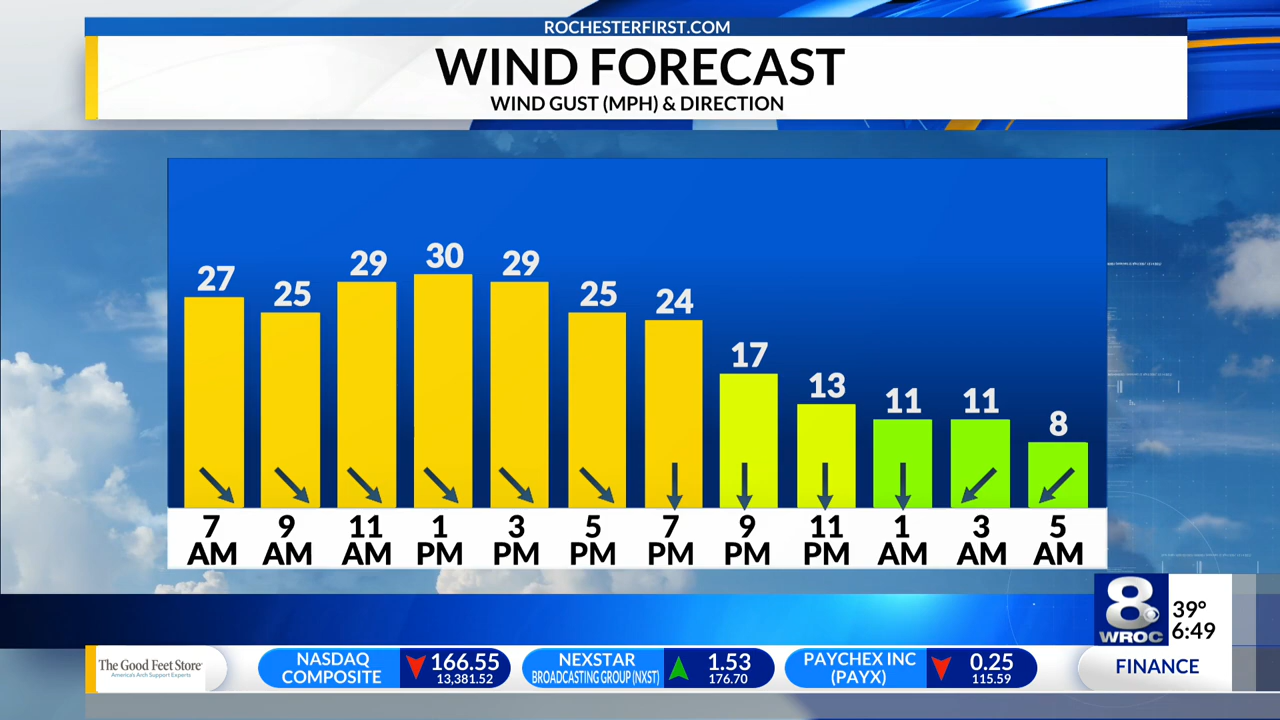 ROCHESTERFIRST.COM
WIND FORECAST
WIND GUST (MPH) & DIRECTION
27 25 29 30 29 25 24 17 13 11 11 8
7 9 11 1 3 5 7 9 11 1 3 5
AM AM AM PM PM PM PM PM PM AM AM AM
8
WROC
39°
6:49
The Good Feet Store
America's Arch Support Experts
NASDAQ
COMPOSITE
166.55
13,381.52
NEXSTAR
BROADCASTING GROUP (NXST)
1.53
176.70
PAYCHEX INC
(PAYX)
0.25
115.59
FINANCE